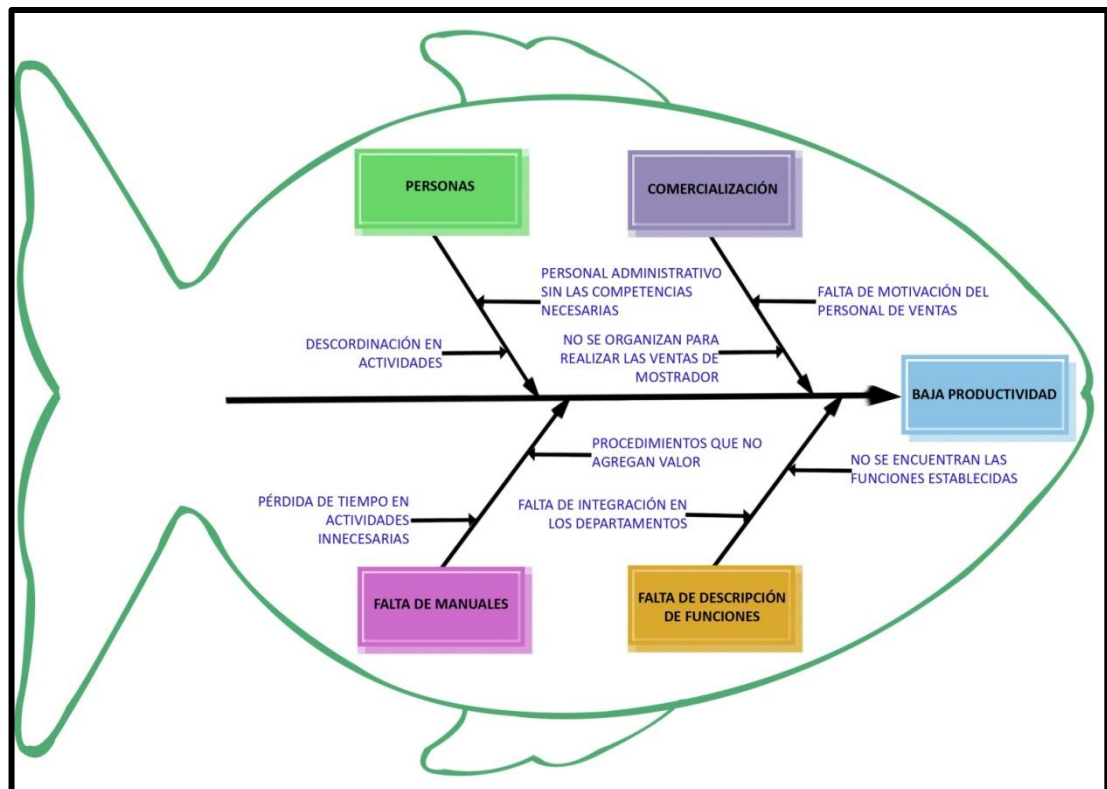 PERSONAS
COMERCIALIZACIÓN
PERSONAL ADMINISTRATIVO
SIN LAS COMPETENCIAS
NECESARIAS
FALTA DE MOTIVACIÓN DEL
PERSONAL DE VENTAS
DESCORDINACIÓN EN
ACTIVIDADES
NO SE ORGANIZAN PARA
REALIZAR LAS VENTAS DE
MOSTRADOR
BAJA PRODUCTIVIDAD
PROCEDIMIENTOS QUE NO
AGREGAN VALOR
NO SE ENCUENTRAN LAS
FUNCIONES ESTABLECIDAS
PÉRDIDA DE TIEMPO EN
ACTIVIDADES
INNECESARIAS
FALTA DE INTEGRACIÓN EN
LOS DEPARTAMENTOS
FALTA DE MANUALES
FALTA DE DESCRIPCIÓN
DE FUNCIONES